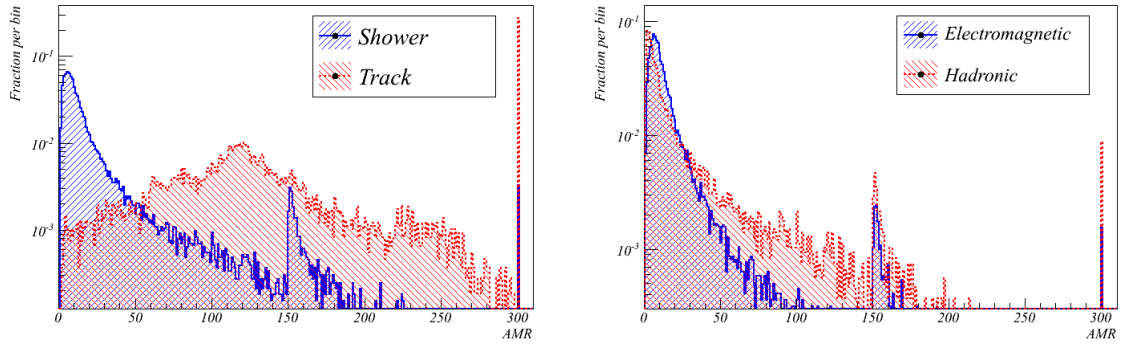 Fraction per bin
10⁻¹
10⁻²
10⁻³
Shower
Track
0 50 100 150 200 250 300
AMR
Fraction per bin
10⁻¹
10⁻²
10⁻³
Electromagnetic
Hadronic
0 50 100 150 200 250 300
AMR